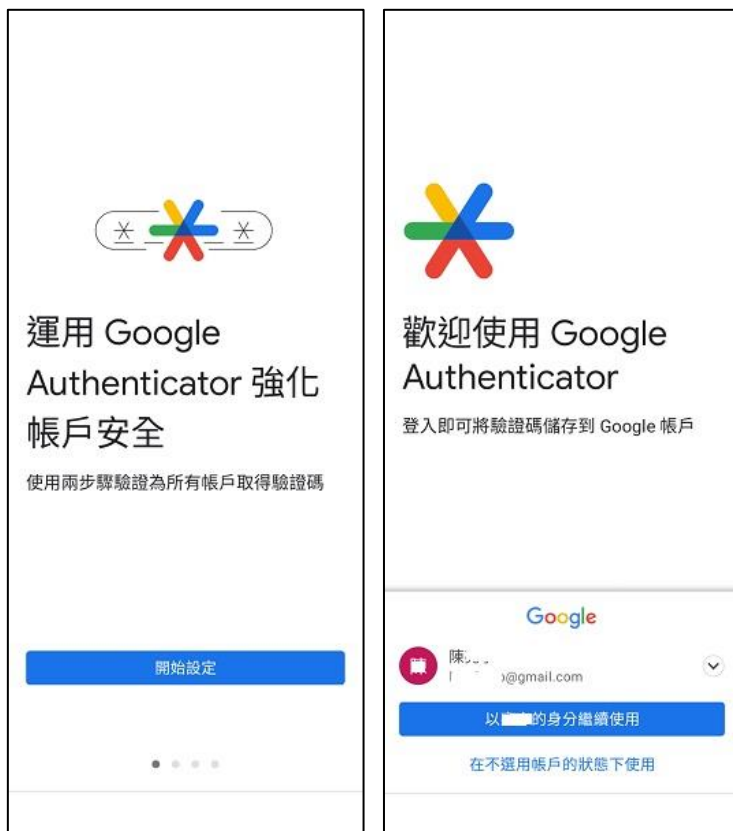 運用 Google
Authenticator 強化
帳戶安全
使用兩步驟驗證為所有帳戶取得驗證碼
開始設定
歡迎使用 Google
Authenticator
登入即可將驗證碼儲存到 Google 帳戶
Google
陳
陳
@gmail.com
以 的身分繼續使用
在不選用帳戶的狀態下使用